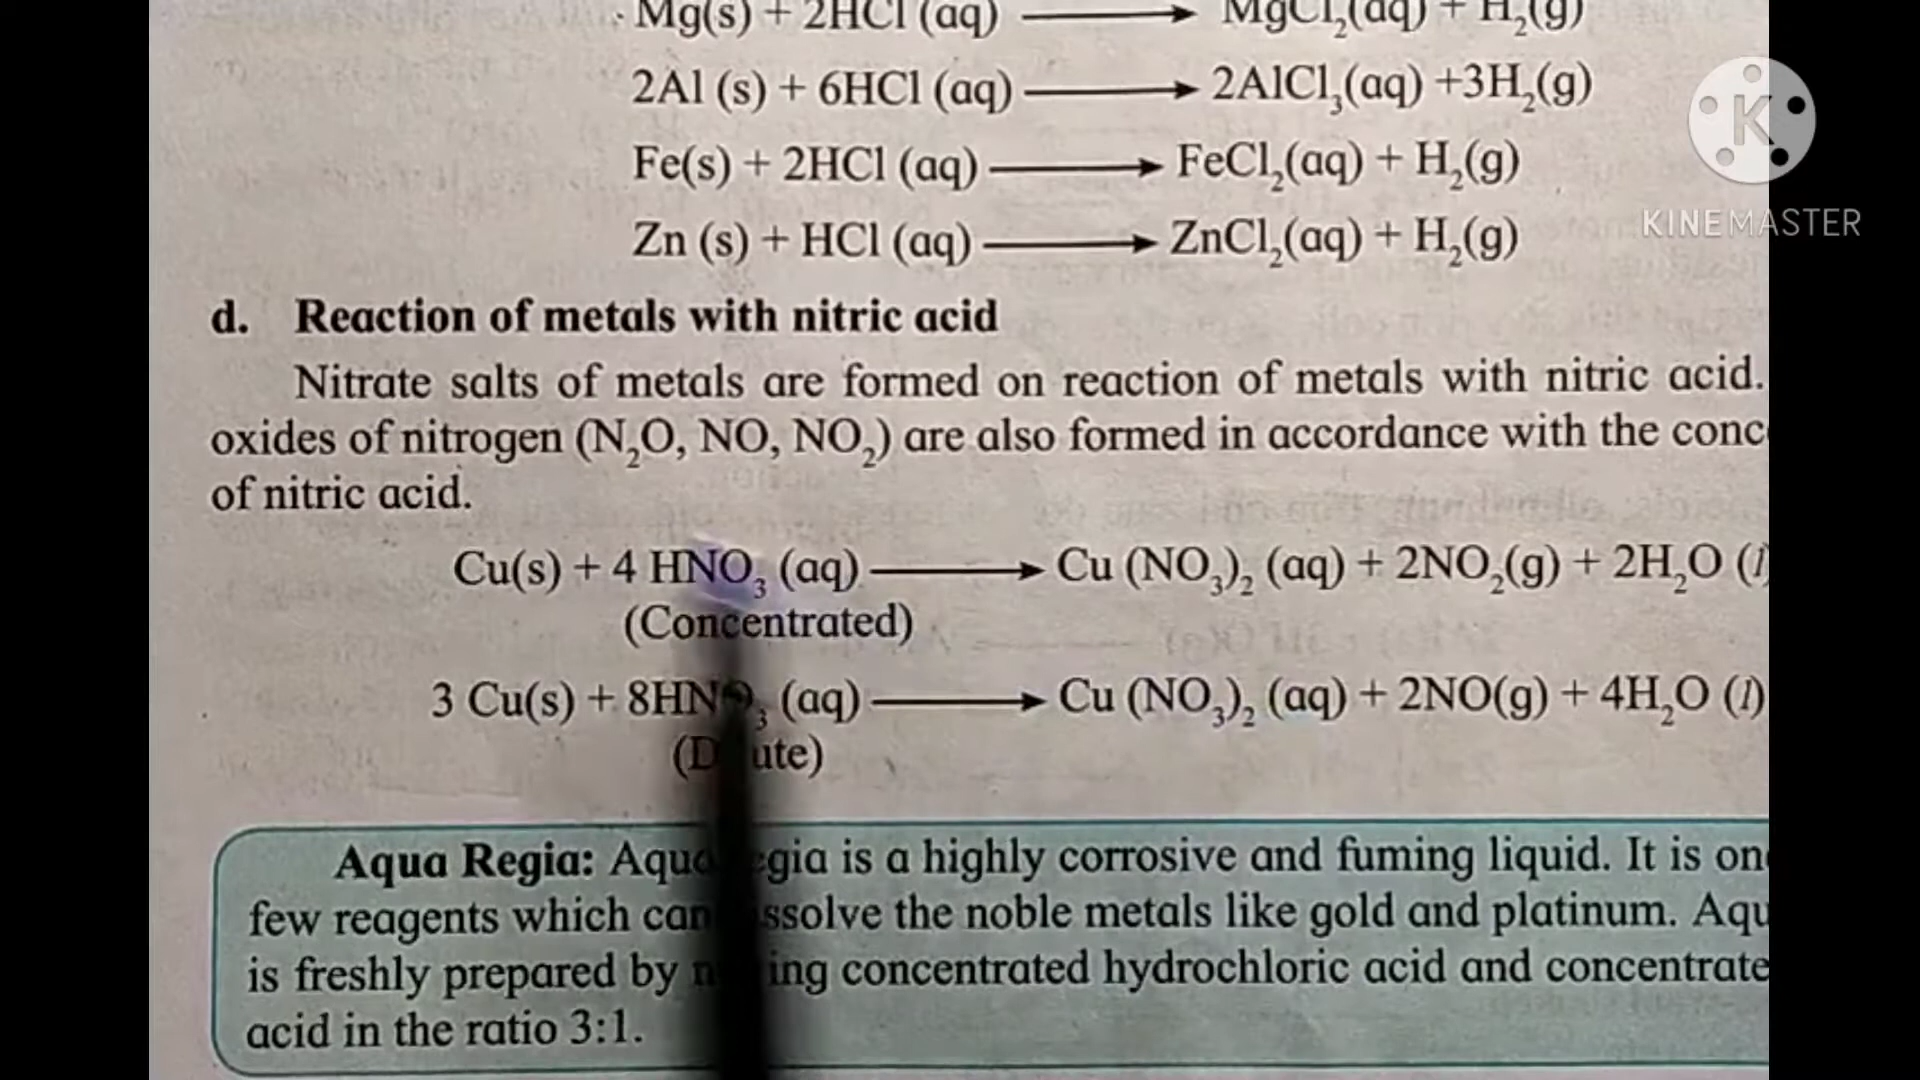 Mg(s) + 2HCl (aq) ⟶ MgCl₂(aq) + H₂(g)
2Al (s) + 6HCl (aq) ⟶ 2AlCl₃(aq) +3H₂(g)
Fe(s) + 2HCl (aq) ⟶ FeCl₂(aq) + H₂(g)
Zn (s) + HCl (aq) ⟶ ZnCl₂(aq) + H₂(g)
K
KINEMASTER
d. Reaction of metals with nitric acid
Nitrate salts of metals are formed on reaction of metals with nitric acid.
oxides of nitrogen (N₂O, NO, NO₂) are also formed in accordance with the conc
of nitric acid.
Cu(s) + 4 HNO₃ (aq) ⟶ Cu (NO₃)₂ (aq) + 2NO₂(g) + 2H₂O (l)
(Concentrated)
3 Cu(s) + 8HNO₃ (aq) ⟶ Cu (NO₃)₂ (aq) + 2NO(g) + 4H₂O (l)
(D ute)
Aqua Regia: Aqua gia is a highly corrosive and fuming liquid. It is on
few reagents which can ssolve the noble metals like gold and platinum. Aqu
is freshly prepared by ing concentrated hydrochloric acid and concentrate
acid in the ratio 3:1.